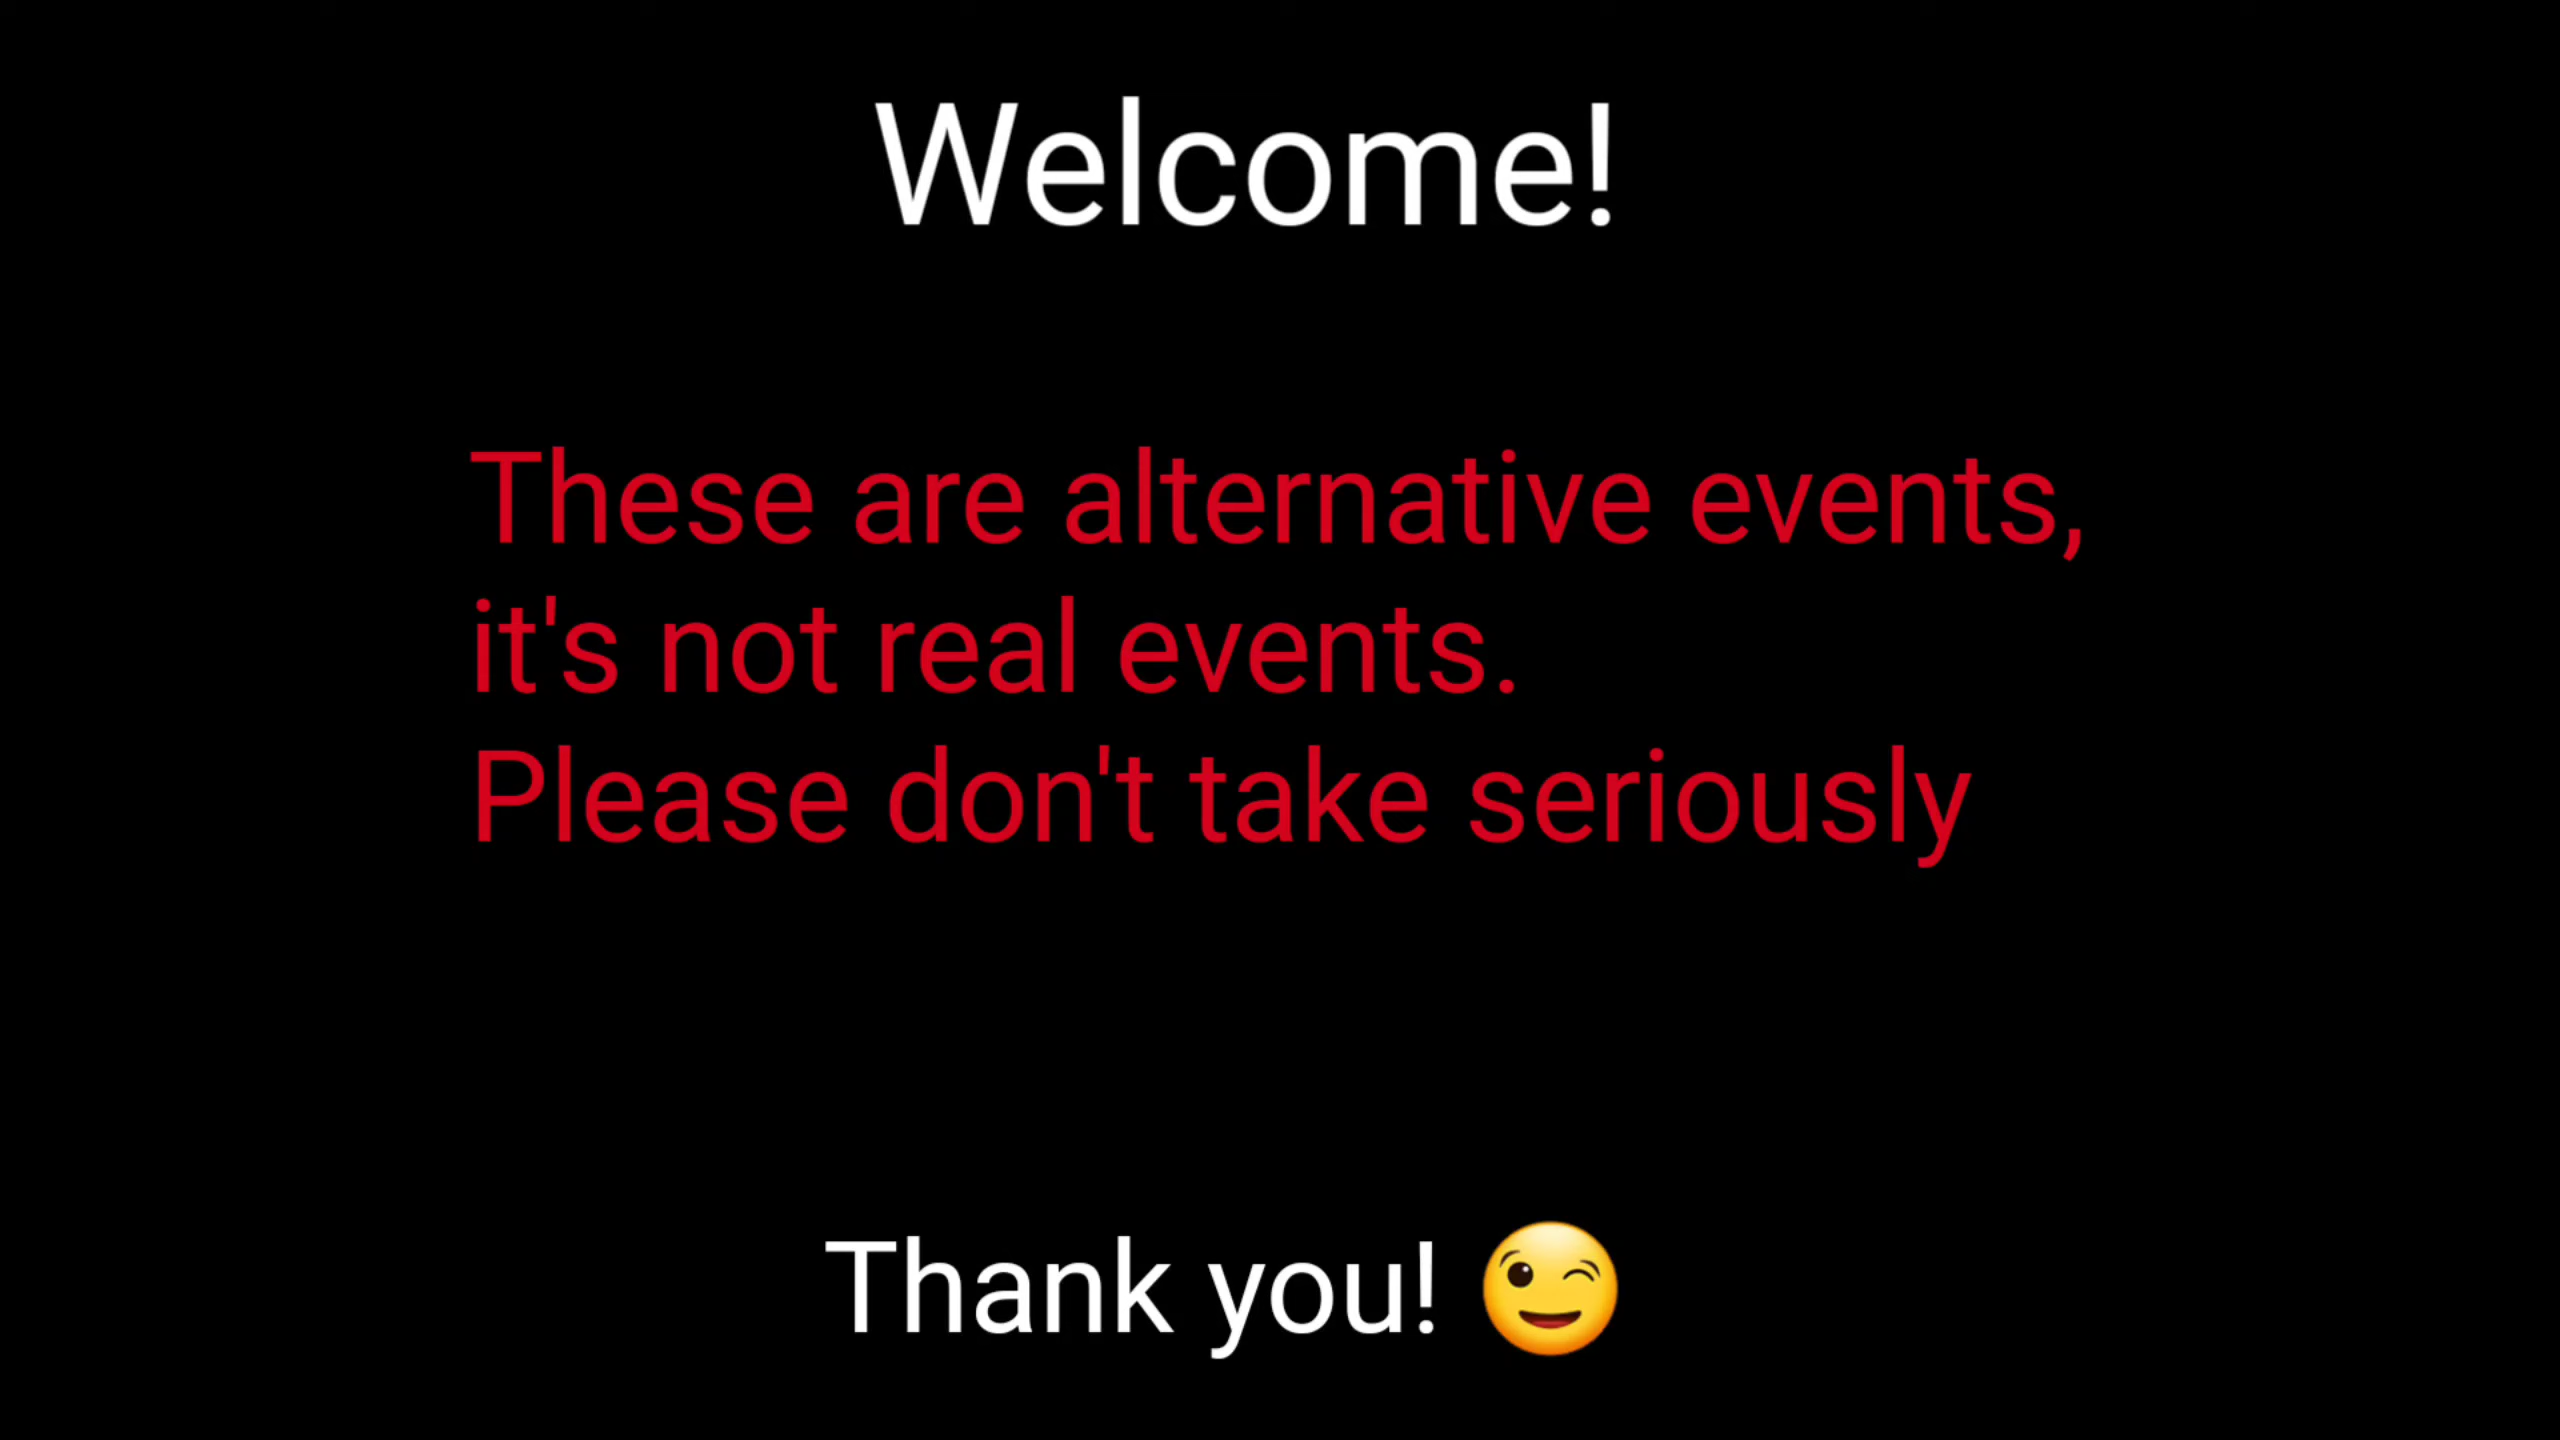 Welcome!
These are alternative events,
it's not real events.
Please don't take seriously
Thank you! 😉